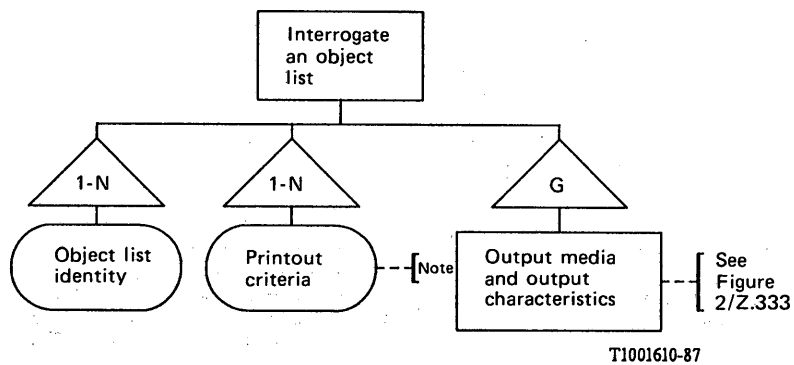 Interrogate
an object
list
1-N
1-N
G
Object list
identity
Printout
criteria
Note
Output media
and output
characteristics
See
Figure
2/Z.333
T1001610-87